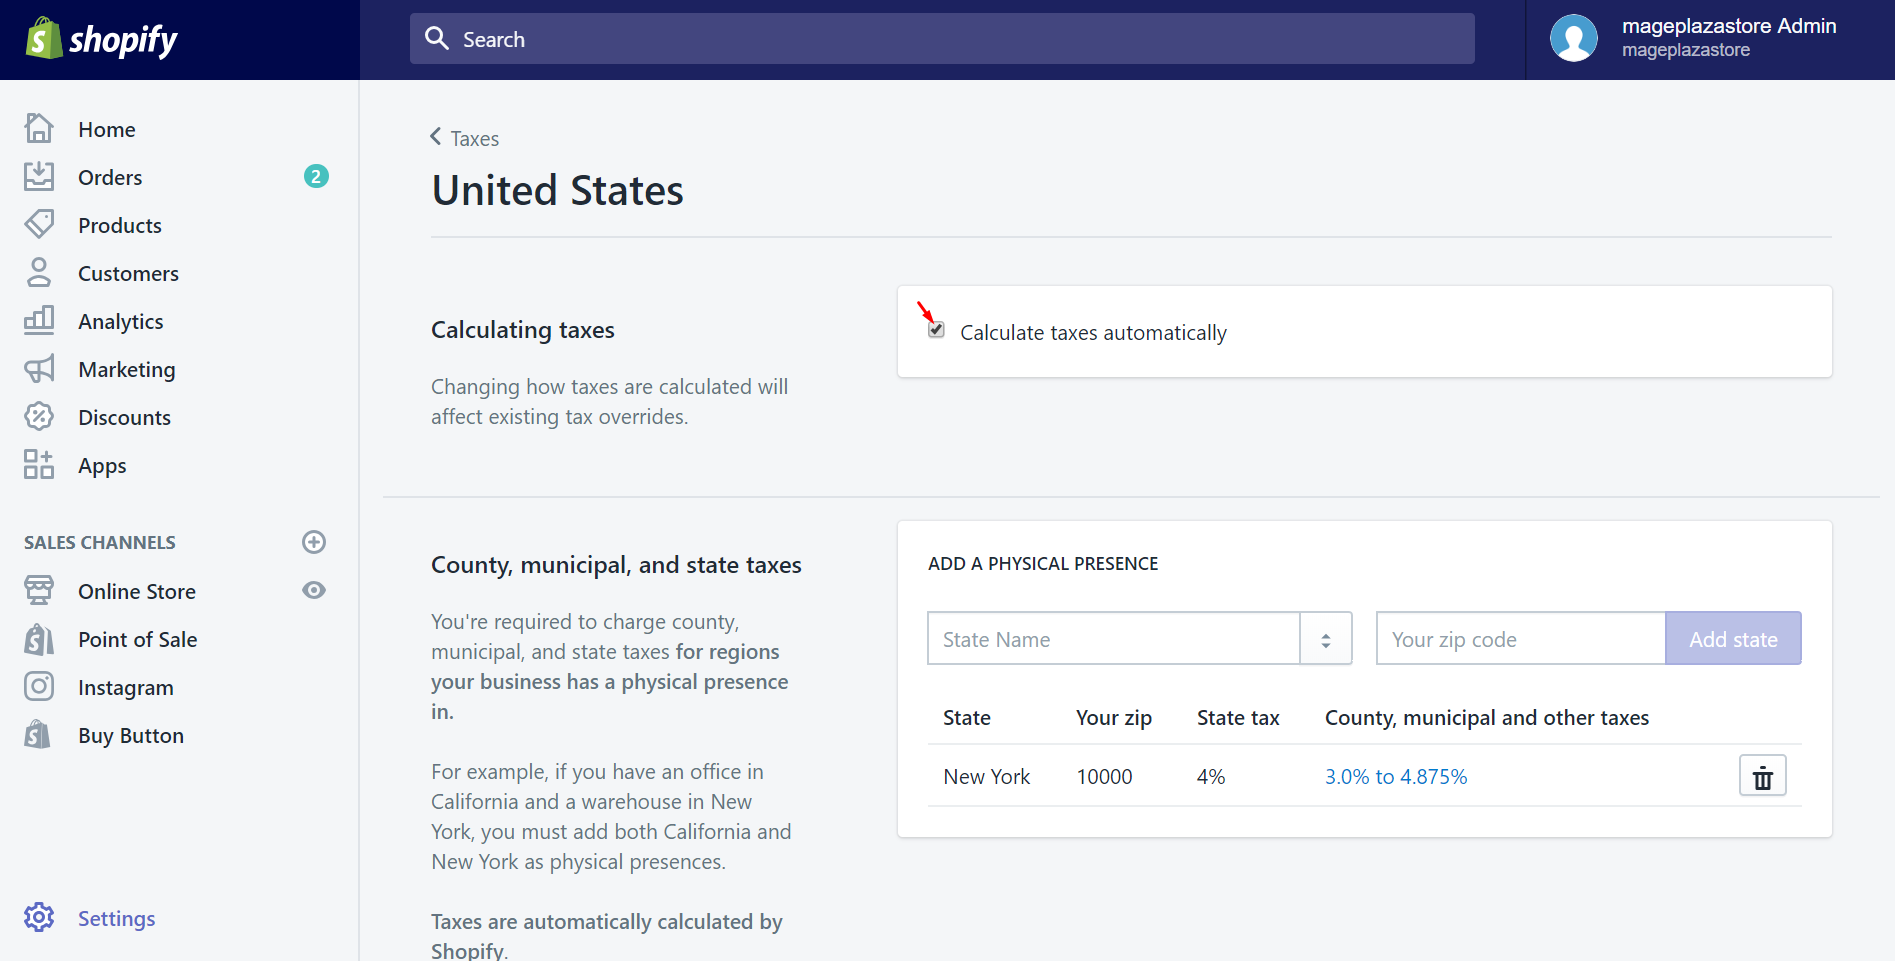 shopify
Search
mageplazastore Admin
mageplazastore
Home
Orders 2
Products
Customers
Analytics
Marketing
Discounts
Apps
SALES CHANNELS
Online Store
Point of Sale
Instagram
Buy Button
Settings
Taxes
United States
Calculating taxes
Changing how taxes are calculated will
affect existing tax overrides.
Calculate taxes automatically
County, municipal, and state taxes
You're required to charge county,
municipal, and state taxes for regions
your business has a physical presence
in.
For example, if you have an office in
California and a warehouse in New
York, you must add both California and
New York as physical presences.
Taxes are automatically calculated by
Shopify.
ADD A PHYSICAL PRESENCE
State Name Your zip code Add state
State Your zip State tax County, municipal and other taxes
New York 10000 4% 3.0% to 4.875%